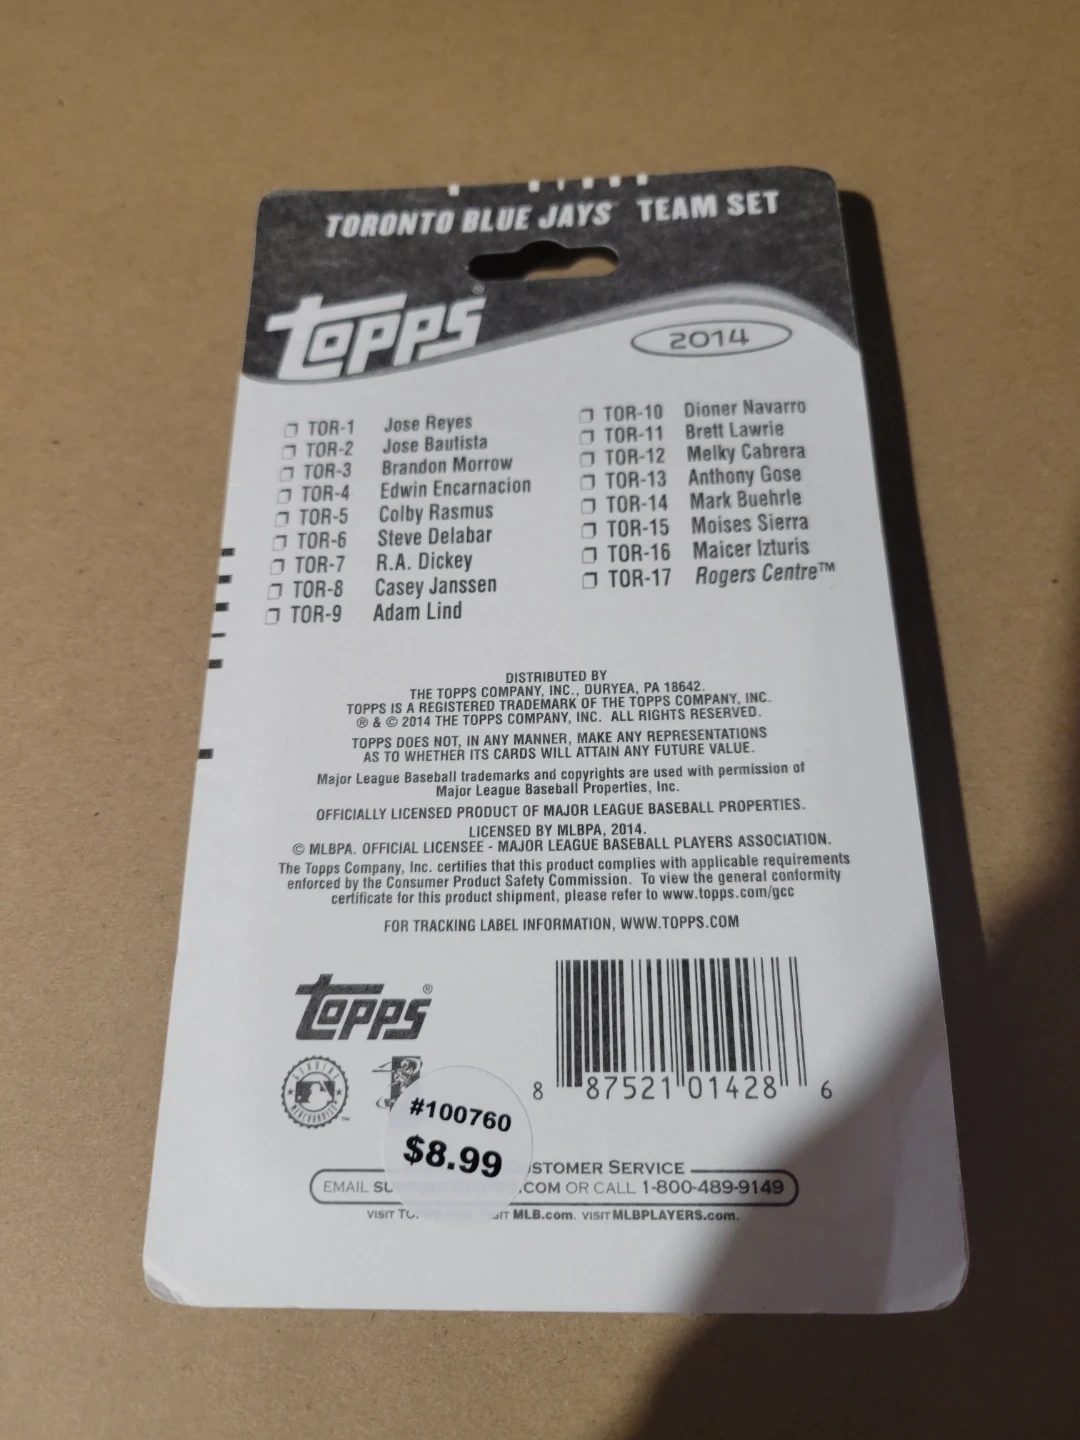 TORONTO BLUE JAYS TEAM SET
TOPPS®
2014
TOR-1 Jose Reyes
TOR-2 Jose Bautista
TOR-3 Brandon Morrow
TOR-4 Edwin Encarnacion
TOR-5 Colby Rasmus
TOR-6 Steve Delabar
TOR-7 R.A. Dickey
TOR-8 Casey Janssen
TOR-9 Adam Lind
TOR-10 Dioner Navarro
TOR-11 Brett Lawrie
TOR-12 Melky Cabrera
TOR-13 Anthony Gose
TOR-14 Mark Buehrle
TOR-15 Moises Sierra
TOR-16 Maicer Izturis
TOR-17 Rogers Centre™
DISTRIBUTED BY
THE TOPPS COMPANY, INC., DURYEA, PA 18642.
TOPPS IS A REGISTERED TRADEMARK OF THE TOPPS COMPANY, INC.
® & © 2014 THE TOPPS COMPANY, INC. ALL RIGHTS RESERVED.
TOPPS DOES NOT, IN ANY MANNER, MAKE ANY REPRESENTATIONS
AS TO WHETHER ITS CARDS WILL ATTAIN ANY FUTURE VALUE.
Major League Baseball trademarks and copyrights are used with permission of
Major League Baseball Properties, Inc.
OFFICIALLY LICENSED PRODUCT OF MAJOR LEAGUE BASEBALL PROPERTIES.
LICENSED BY MLBPA, 2014.
© MLBPA. OFFICIAL LICENSEE - MAJOR LEAGUE BASEBALL PLAYERS ASSOCIATION.
The Topps Company, Inc. certifies that this product complies with applicable requirements
enforced by the Consumer Product Safety Commission. To view the general conformity
certificate for this product shipment, please refer to www.topps.com/gcc
FOR TRACKING LABEL INFORMATION, WWW.TOPPS.COM
TOPPS®
GENUINE MERCHANDISE™
8 87521 01428 6
#100760
$8.99
STOMER SERVICE
EMAIL SU .COM OR CALL 1-800-489-9149
VISIT TO IT MLB.com. VISIT MLBPLAYERS.com.